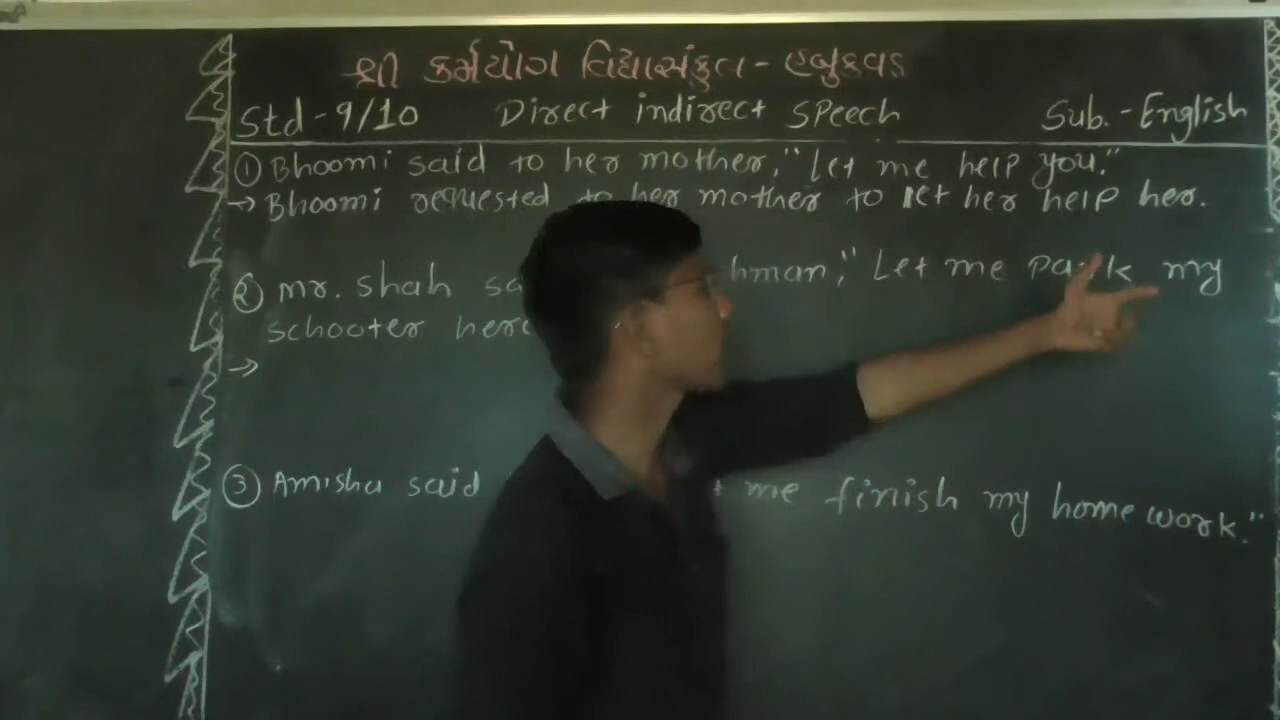 શ્રી કર્મયોગ વિદ્યાસંકુલ - હબુકવડ
Std - 9/10 Direct indirect SPeech Sub. - English
① Bhoomi said to her mother, "Let me help you."
→ Bhoomi requested to her mother to let her help her.
② mr. shah sa hman," Let me park my
schooter here
→
③ Amisha said me finish my home work."